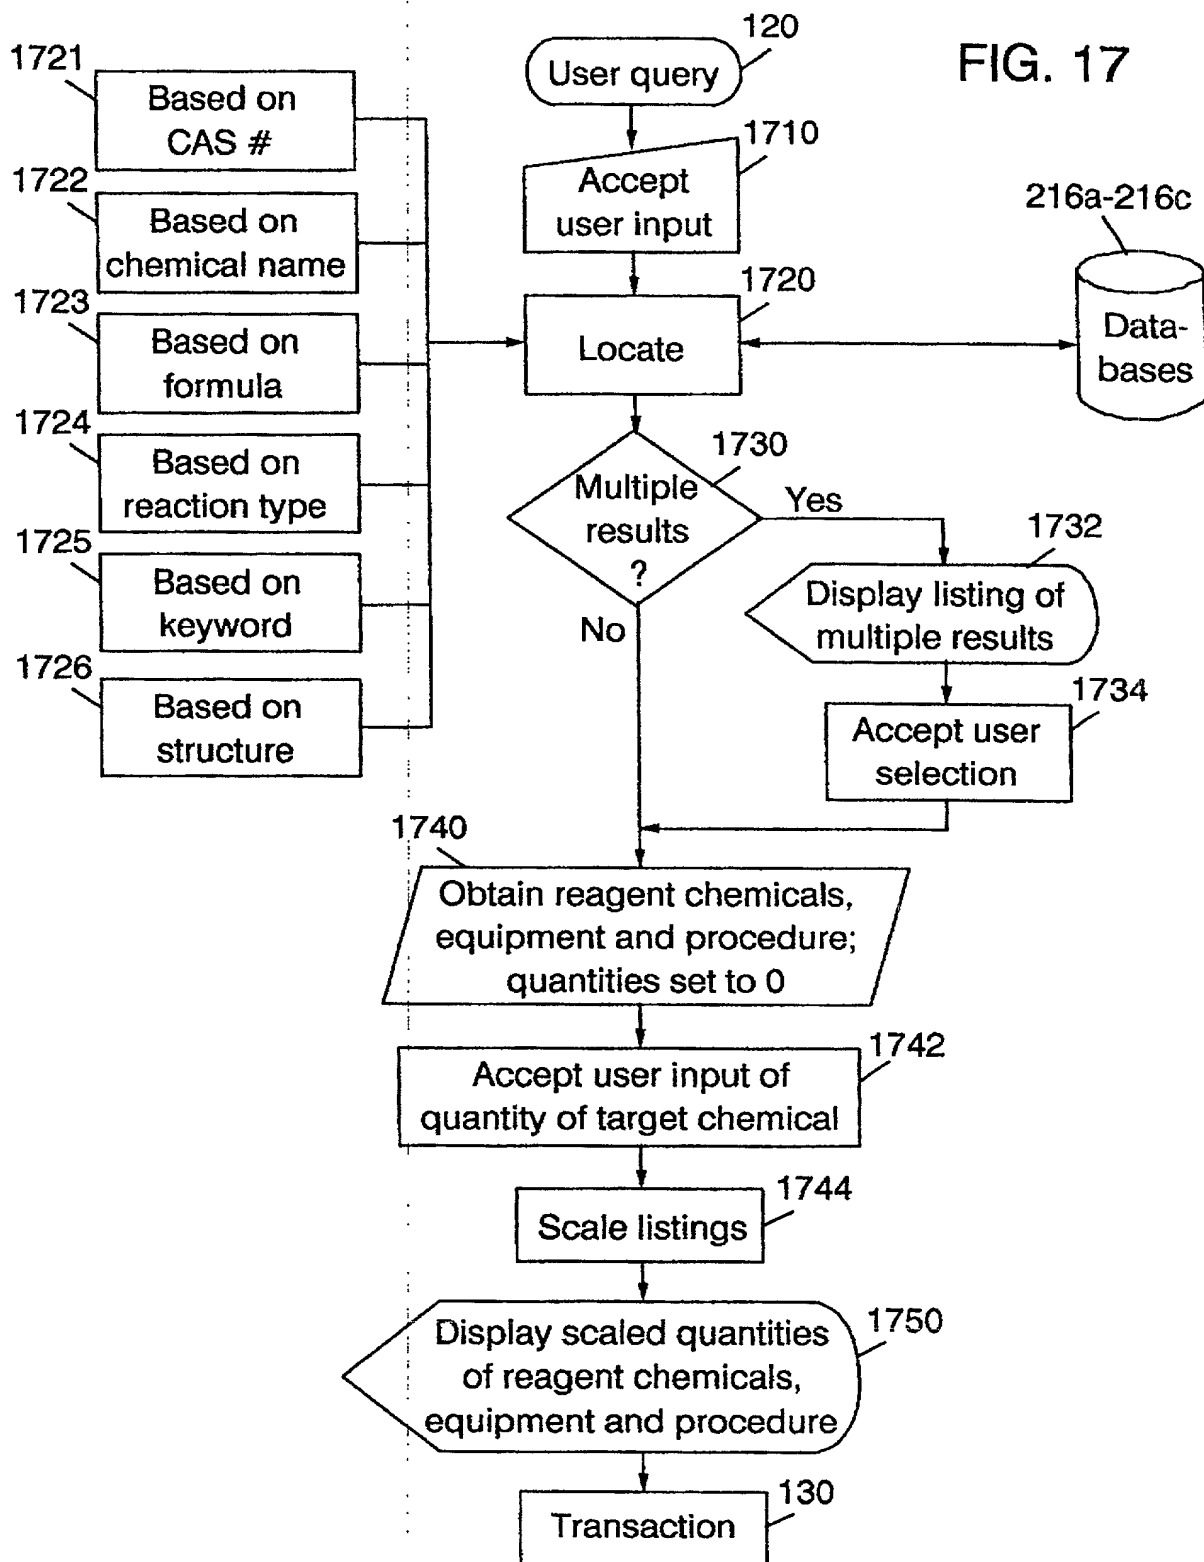 FIG. 17
120
User query
1710
Accept
user input
1721
Based on
CAS #
1722
Based on
chemical name
1723
Based on
formula
1724
Based on
reaction type
1725
Based on
keyword
1726
Based on
structure
1720
Locate
216a-216c
Data-
bases
1730
Multiple
results
?
Yes
No
1732
Display listing of
multiple results
1734
Accept user
selection
1740
Obtain reagent chemicals,
equipment and procedure;
quantities set to 0
1742
Accept user input of
quantity of target chemical
1744
Scale listings
1750
Display scaled quantities
of reagent chemicals,
equipment and procedure
130
Transaction